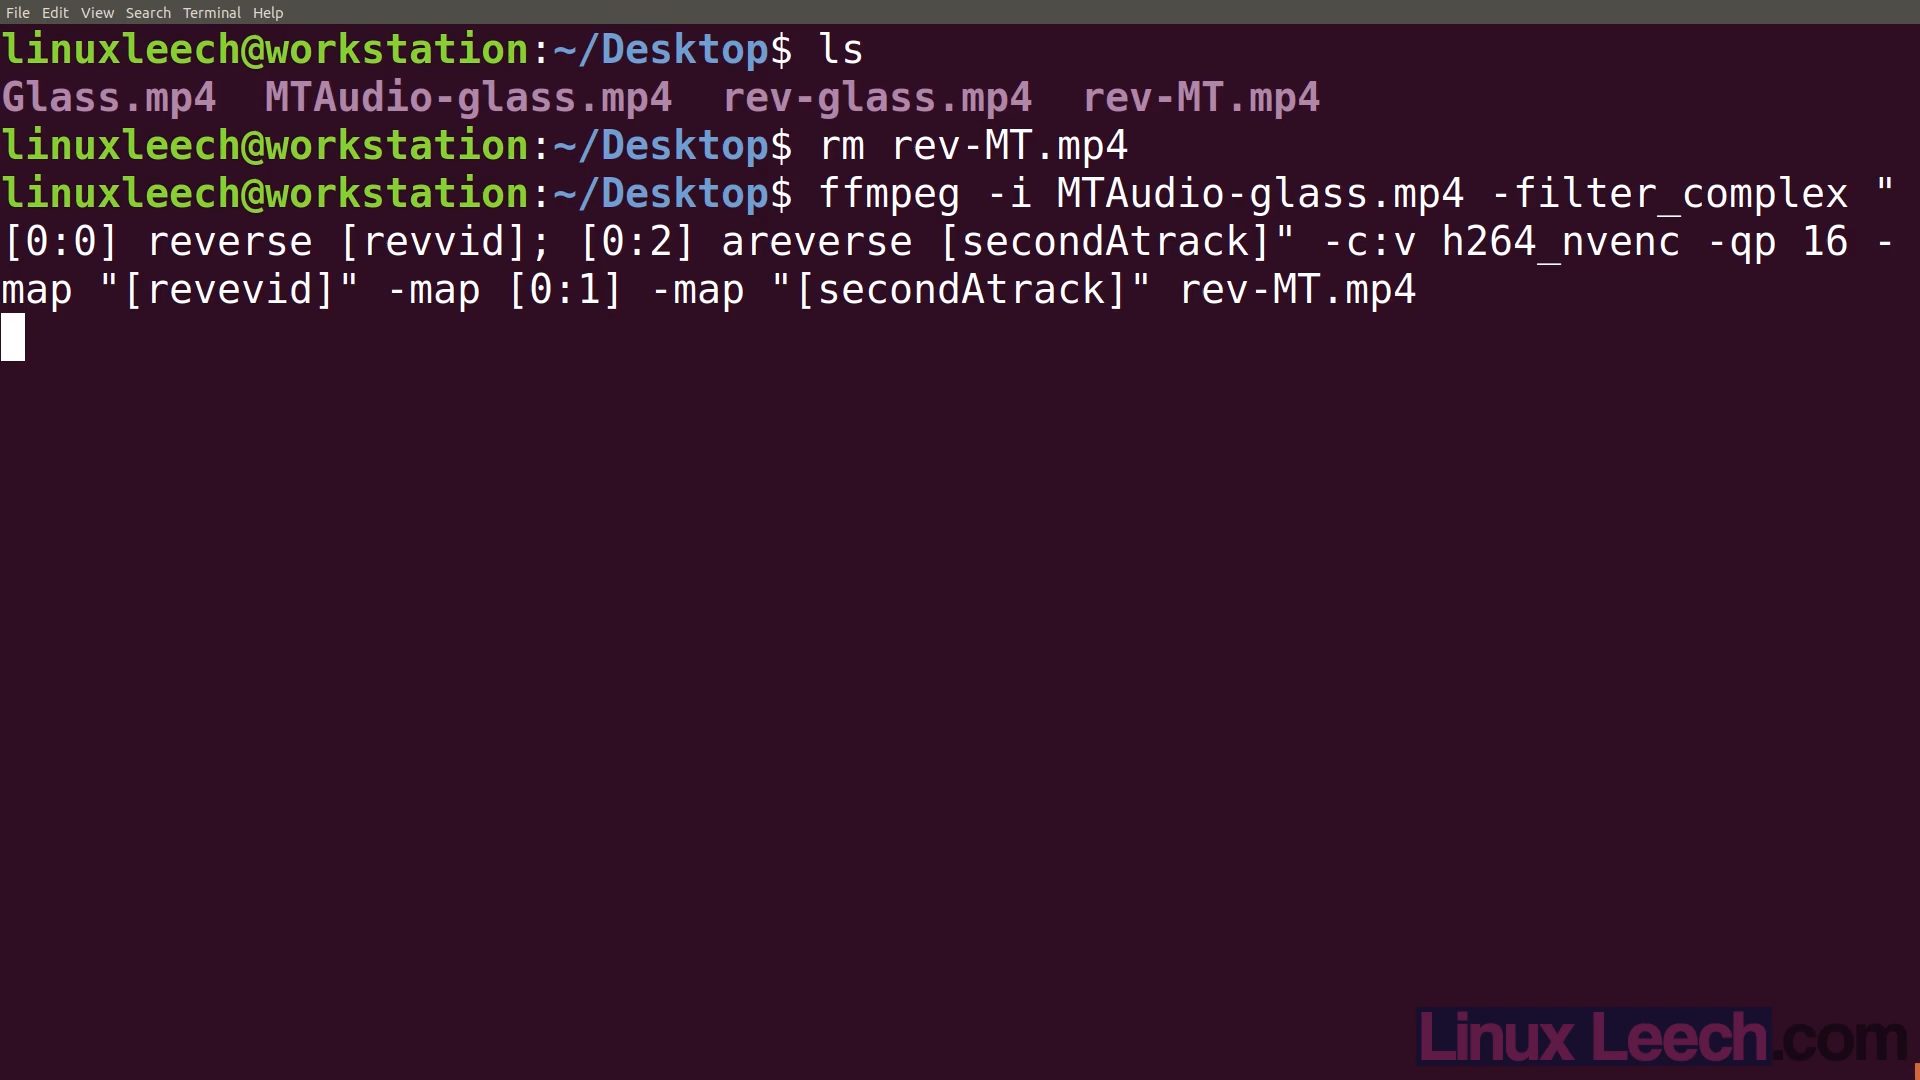 File Edit View Search Terminal Help
linuxleech@workstation:~/Desktop$ ls
Glass.mp4  MTAudio-glass.mp4  rev-glass.mp4  rev-MT.mp4
linuxleech@workstation:~/Desktop$ rm rev-MT.mp4
linuxleech@workstation:~/Desktop$ ffmpeg -i MTAudio-glass.mp4 -filter_complex "
[0:0] reverse [revvid]; [0:2] areverse [secondAtrack]" -c:v h264_nvenc -qp 16 -
map "[revevid]" -map [0:1] -map "[secondAtrack]" rev-MT.mp4
Linux Leech.com